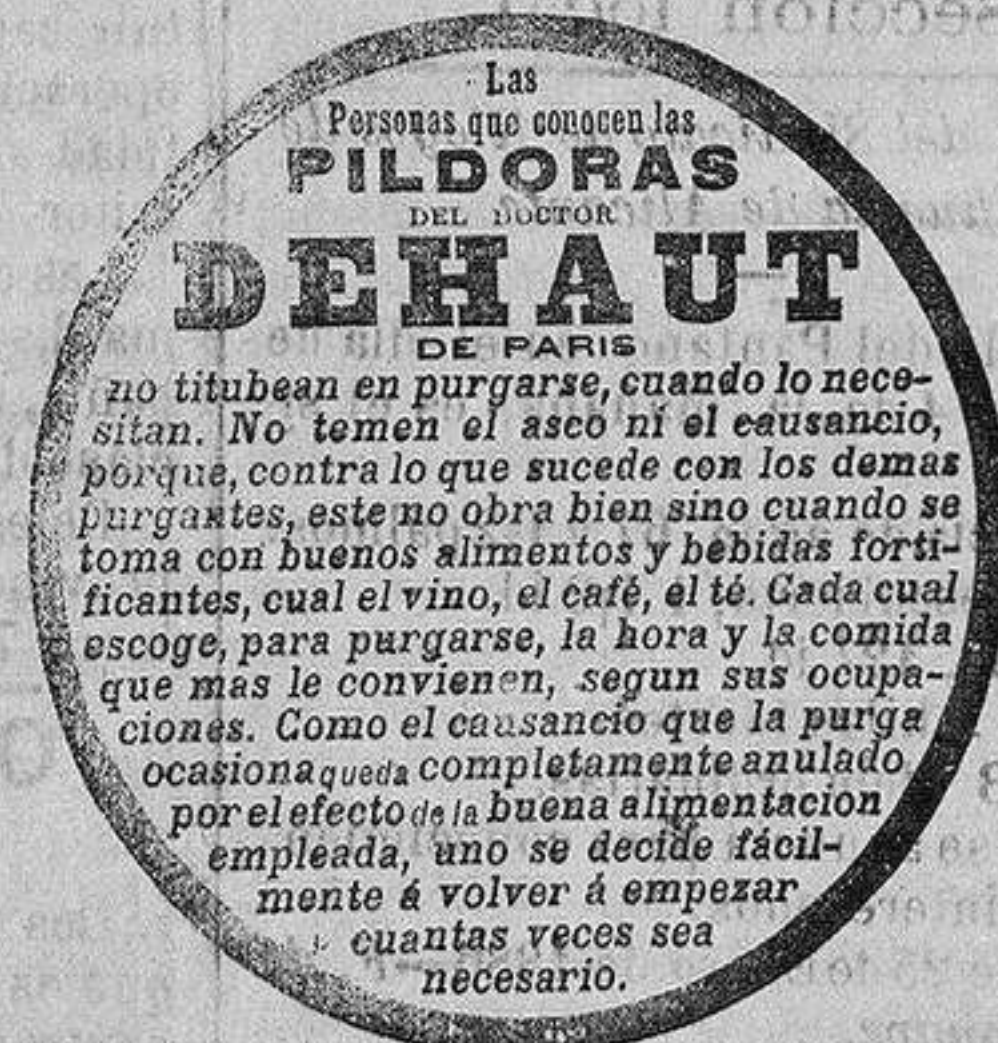 Las
Personas que conocen las
PILDORAS
DEL DOCTOR
DEHAUT
DE PARIS
no titubean en purgarse, cuando lo nece-
sitan. No temen el asco ni el causancio,
porque, contra lo que sucede con los demas
purgantes, este no obra bien sino cuando se
toma con buenos alimentos y bebidas forti-
ficantes, cual el vino, el café, el té. Cada cual
escoge, para purgarse, la hora y la comida
que mas le convienen, segun sus ocupa-
ciones. Como el causancio que la purga
ocasiona queda completamente anulado
por el efecto de la buena alimentacion
empleada, uno se decide fácil-
mente á volver á empezar
cuantas veces sea
necesario.